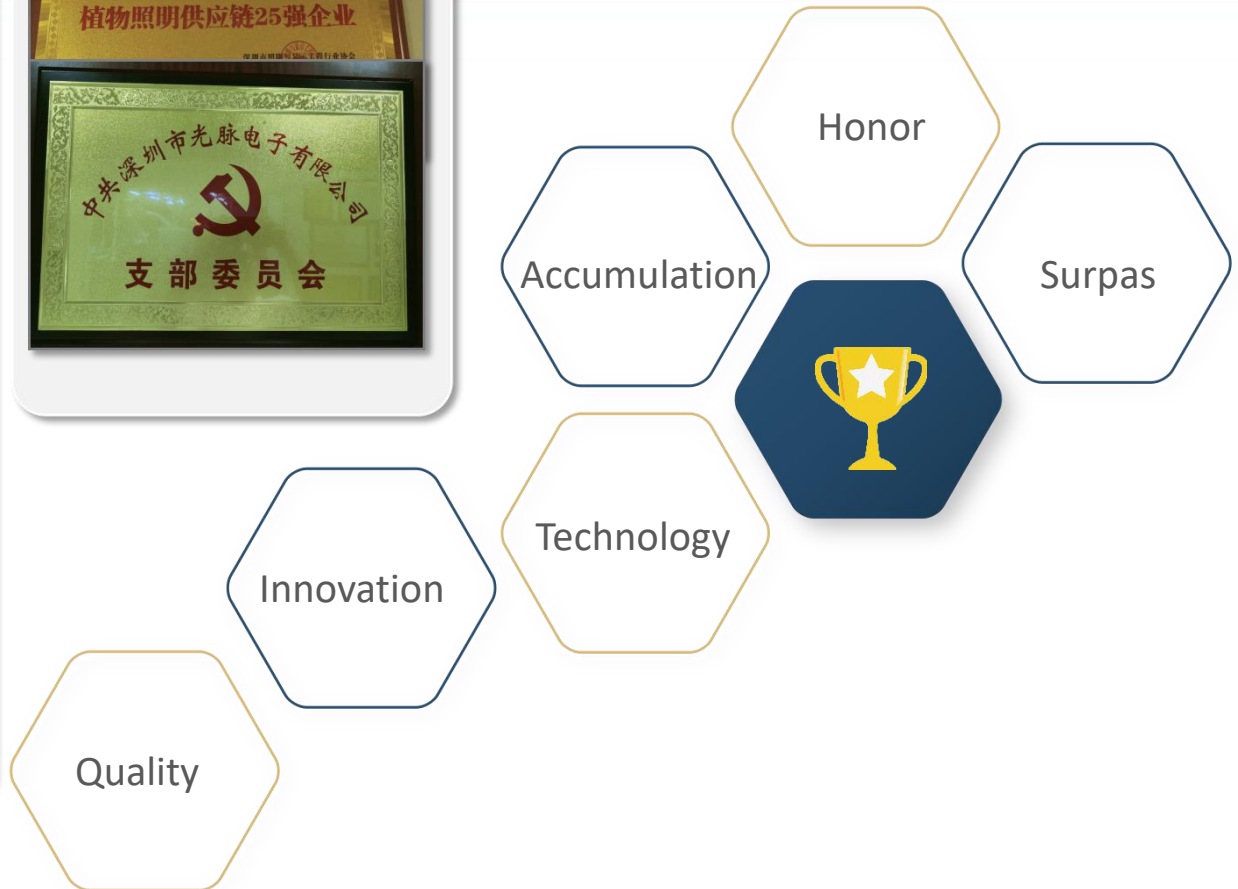 植物照明供应链25强企业
中共深圳市光脉电子有限公司
支部委员会
Honor
Accumulation
Surpas
Technology
Innovation
Quality